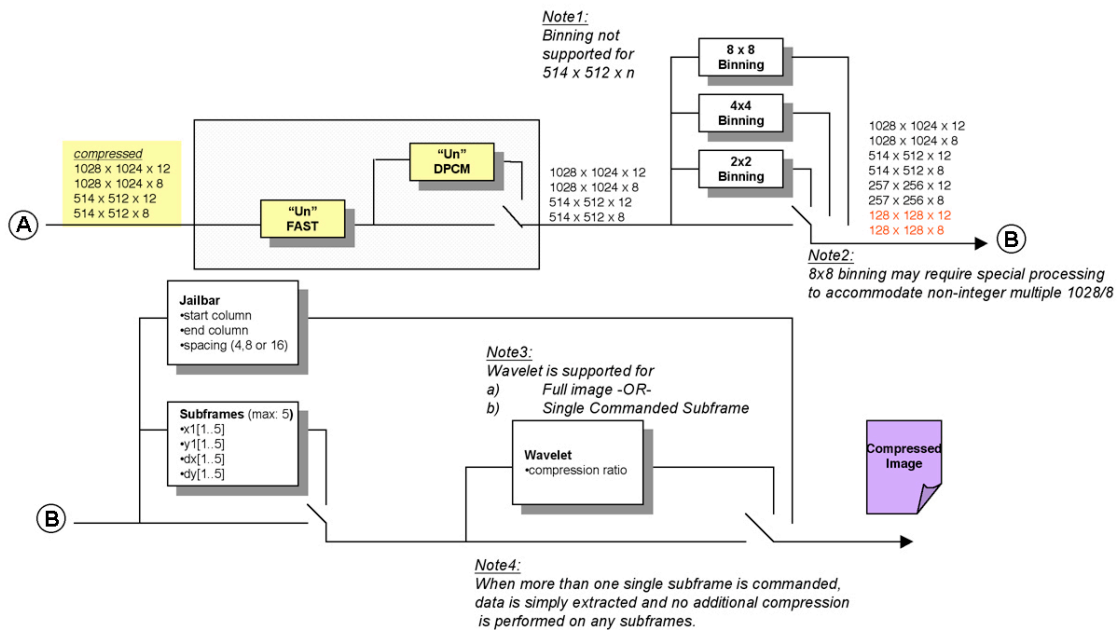 Note1:
Binning not
supported for
514 x 512 x n
8 x 8
Binning
4x4
Binning
2x2
Binning
compressed
1028 x 1024 x 12
1028 x 1024 x 8
514 x 512 x 12
514 x 512 x 8
A
"Un"
FAST
"Un"
DPCM
1028 x 1024 x 12
1028 x 1024 x 8
514 x 512 x 12
514 x 512 x 8
1028 x 1024 x 12
1028 x 1024 x 8
514 x 512 x 12
514 x 512 x 8
257 x 256 x 12
257 x 256 x 8
128 x 128 x 12
128 x 128 x 8
B
Note2:
8x8 binning may require special processing
to accommodate non-integer multiple 1028/8
Jailbar
•start column
•end column
•spacing (4,8 or 16)
Subframes (max: 5)
•x1[1..5]
•y1[1..5]
•dx[1..5]
•dy[1..5]
B
Note3:
Wavelet is supported for
a) Full image -OR-
b) Single Commanded Subframe
Wavelet
•compression ratio
Compressed
Image
Note4:
When more than one single subframe is commanded,
data is simply extracted and no additional compression
is performed on any subframes.